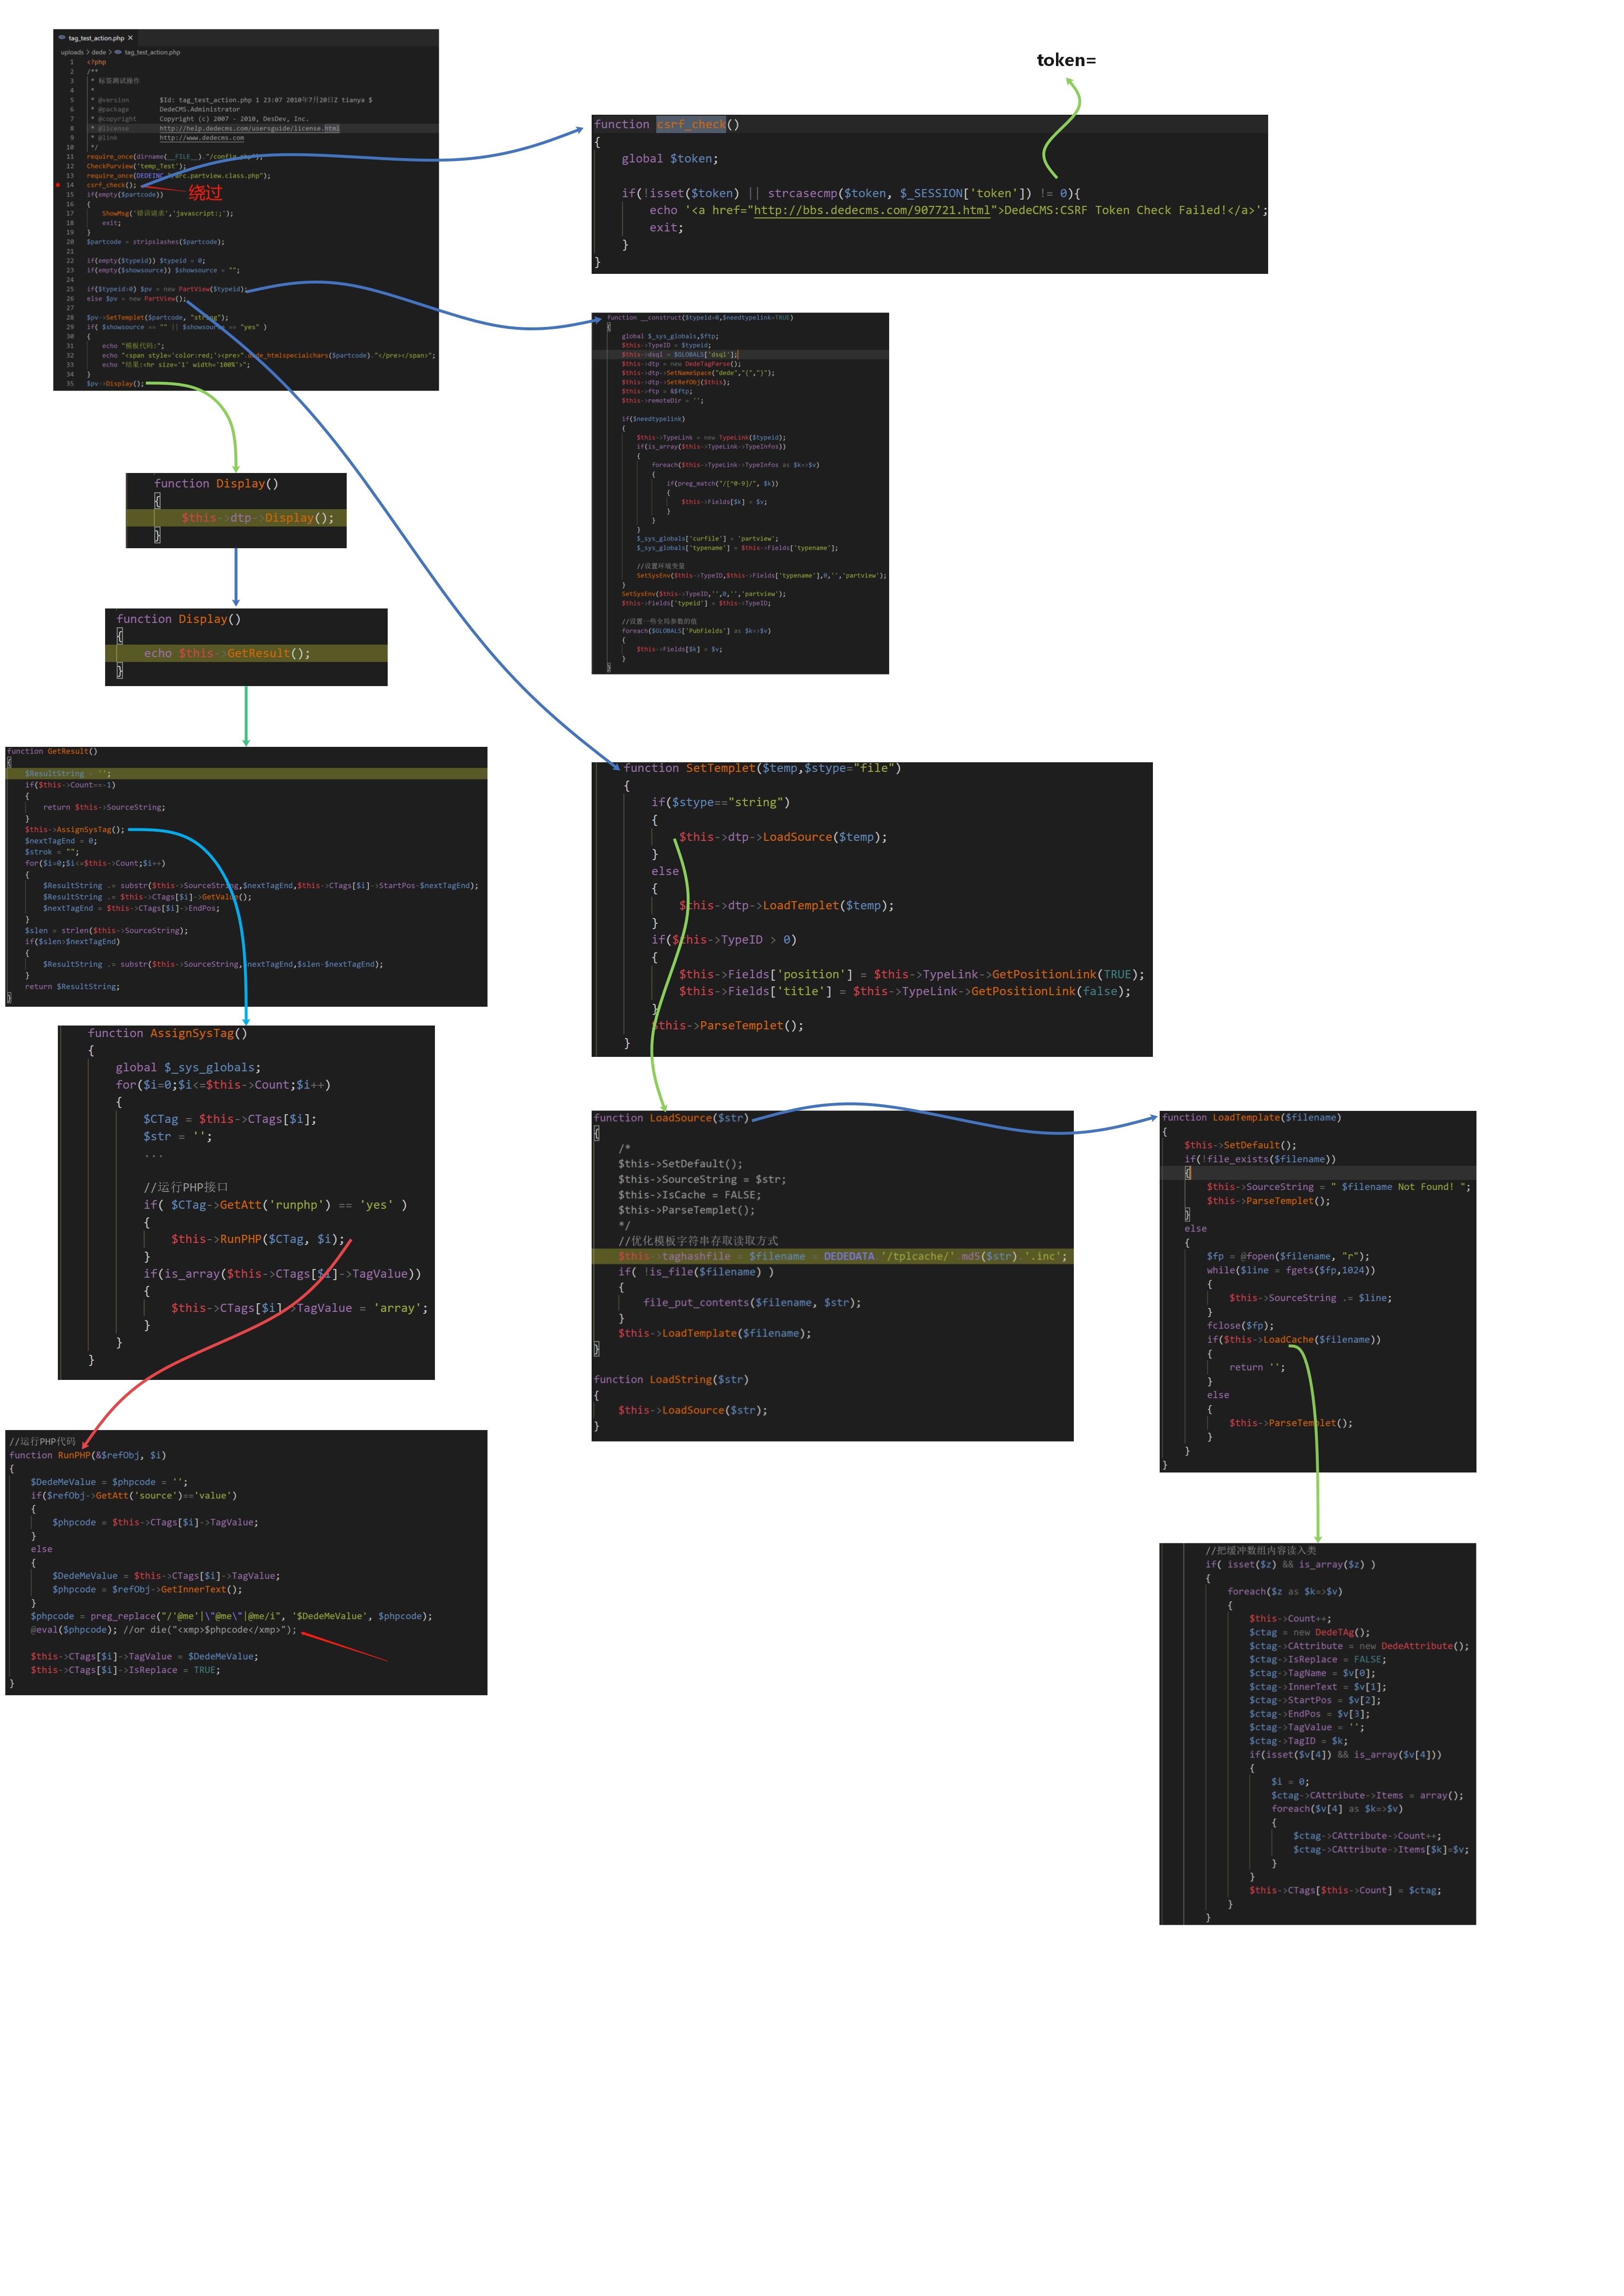 tag_test_action.php ×
uploads > dede > tag_test_action.php
1 <?php
2 /**
3 * 标签测试操作
4 *
5 * @version $Id: tag_test_action.php 1 23:07 2010年7月20日Z tianya $
6 * @package DedeCMS.Administrator
7 * @copyright Copyright (c) 2007 - 2010, DesDev, Inc.
8 * @license http://help.dedecms.com/usersguide/license.html
9 * @link http://www.dedecms.com
10 */
11 require_once(dirname(__FILE__)."/config.php");
12 CheckPurview('temp_Test');
13 require_once(DEDEINC."/arc.partview.class.php");
14 csrf_check();
绕过
15 if(empty($partcode))
16 {
17 ShowMsg('错误请求','javascript:;');
18 exit;
19 }
20 $partcode = stripslashes($partcode);
21
22 if(empty($typeid)) $typeid = 0;
23 if(empty($showsource)) $showsource = "";
24
25 if($typeid>0) $pv = new PartView($typeid);
26 else $pv = new PartView();
27
28 $pv->SetTemplet($partcode, "string");
29 if( $showsource == "" || $showsource == "yes" )
30 {
31 echo "模板代码:";
32 echo "<span style='color:red;'><pre>".dede_htmlspecialchars($partcode)."</pre></span>";
33 echo "结果:<hr size='1' width='100%'>";
34 }
35 $pv->Display();
token=
function csrf_check()
{
global $token;
if(!isset($token) || strcasecmp($token, $_SESSION['token']) != 0){
echo '<a href="http://bbs.dedecms.com/907721.html">DedeCMS:CSRF Token Check Failed!</a>';
exit;
}
}
function __construct($typeid=0,$needtypelink=TRUE)
{
global $_sys_globals,$ftp;
$this->TypeID = $typeid;
$this->dsql = $GLOBALS['dsql'];
$this->dtp = new DedeTagParse();
$this->dtp->SetNameSpace("dede","{","}");
$this->dtp->SetRefObj($this);
$this->ftp = &$ftp;
$this->remoteDir = '';
if($needtypelink)
{
$this->TypeLink = new TypeLink($typeid);
if(is_array($this->TypeLink->TypeInfos))
{
foreach($this->TypeLink->TypeInfos as $k=>$v)
{
if(preg_match("/[^0-9]/", $k))
{
$this->Fields[$k] = $v;
}
}
}
$_sys_globals['curfile'] = 'partview';
$_sys_globals['typename'] = $this->Fields['typename'];
//设置环境变量
SetSysEnv($this->TypeID,$this->Fields['typename'],0,'','partview');
}
SetSysEnv($this->TypeID,'',0,'','partview');
$this->Fields['typeid'] = $this->TypeID;
//设置一些全局参数的值
foreach($GLOBALS['PubFields'] as $k=>$v)
{
$this->Fields[$k] = $v;
}
}
function Display()
{
$this->dtp->Display();
}
function Display()
{
echo $this->GetResult();
}
function GetResult()
{
$ResultString = '';
if($this->Count==-1)
{
return $this->SourceString;
}
$this->AssignSysTag();
$nextTagEnd = 0;
$strok = "";
for($i=0;$i<=$this->Count;$i++)
{
$ResultString .= substr($this->SourceString,$nextTagEnd,$this->CTags[$i]->StartPos-$nextTagEnd);
$ResultString .= $this->CTags[$i]->GetValue();
$nextTagEnd = $this->CTags[$i]->EndPos;
}
$slen = strlen($this->SourceString);
if($slen>$nextTagEnd)
{
$ResultString .= substr($this->SourceString,$nextTagEnd,$slen-$nextTagEnd);
}
return $ResultString;
}
function SetTemplet($temp,$stype="file")
{
if($stype=="string")
{
$this->dtp->LoadSource($temp);
}
else
{
$this->dtp->LoadTemplet($temp);
}
if($this->TypeID > 0)
{
$this->Fields['position'] = $this->TypeLink->GetPositionLink(TRUE);
$this->Fields['title'] = $this->TypeLink->GetPositionLink(false);
}
$this->ParseTemplet();
}
function AssignSysTag()
{
global $_sys_globals;
for($i=0;$i<=$this->Count;$i++)
{
$CTag = $this->CTags[$i];
$str = '';
...
//运行PHP接口
if( $CTag->GetAtt('runphp') == 'yes' )
{
$this->RunPHP($CTag, $i);
}
if(is_array($this->CTags[$i]->TagValue))
{
$this->CTags[$i]->TagValue = 'array';
}
}
}
function LoadSource($str)
{
/*
$this->SetDefault();
$this->SourceString = $str;
$this->IsCache = FALSE;
$this->ParseTemplet();
*/
//优化模板字符串存取读取方式
$this->taghashfile = $filename = DEDEDATA.'/tplcache/'.md5($str).'.inc';
if( !is_file($filename) )
{
file_put_contents($filename, $str);
}
$this->LoadTemplate($filename);
}
function LoadString($str)
{
$this->LoadSource($str);
}
function LoadTemplate($filename)
{
$this->SetDefault();
if(!file_exists($filename))
{
$this->SourceString = " $filename Not Found! ";
$this->ParseTemplet();
}
else
{
$fp = @fopen($filename, "r");
while($line = fgets($fp,1024))
{
$this->SourceString .= $line;
}
fclose($fp);
if($this->LoadCache($filename))
{
return '';
}
else
{
$this->ParseTemplet();
}
}
}
//运行PHP代码
function RunPHP(&$refObj, $i)
{
$DedeMeValue = $phpcode = '';
if($refObj->GetAtt('source')=='value')
{
$phpcode = $this->CTags[$i]->TagValue;
}
else
{
$DedeMeValue = $this->CTags[$i]->TagValue;
$phpcode = $refObj->GetInnerText();
}
$phpcode = preg_replace("/'@me'|\"@me\"|@me/i", '$DedeMeValue', $phpcode);
@eval($phpcode); //or die("<xmp>$phpcode</xmp>");
$this->CTags[$i]->TagValue = $DedeMeValue;
$this->CTags[$i]->IsReplace = TRUE;
}
//把缓冲数组内容读入类
if( isset($z) && is_array($z) )
{
foreach($z as $k=>$v)
{
$this->Count++;
$ctag = new DedeTAg();
$ctag->CAttribute = new DedeAttribute();
$ctag->IsReplace = FALSE;
$ctag->TagName = $v[0];
$ctag->InnerText = $v[1];
$ctag->StartPos = $v[2];
$ctag->EndPos = $v[3];
$ctag->TagValue = '';
$ctag->TagID = $k;
if(isset($v[4]) && is_array($v[4]))
{
$i = 0;
$ctag->CAttribute->Items = array();
foreach($v[4] as $k=>$v)
{
$ctag->CAttribute->Count++;
$ctag->CAttribute->Items[$k]=$v;
}
}
$this->CTags[$this->Count] = $ctag;
}
}